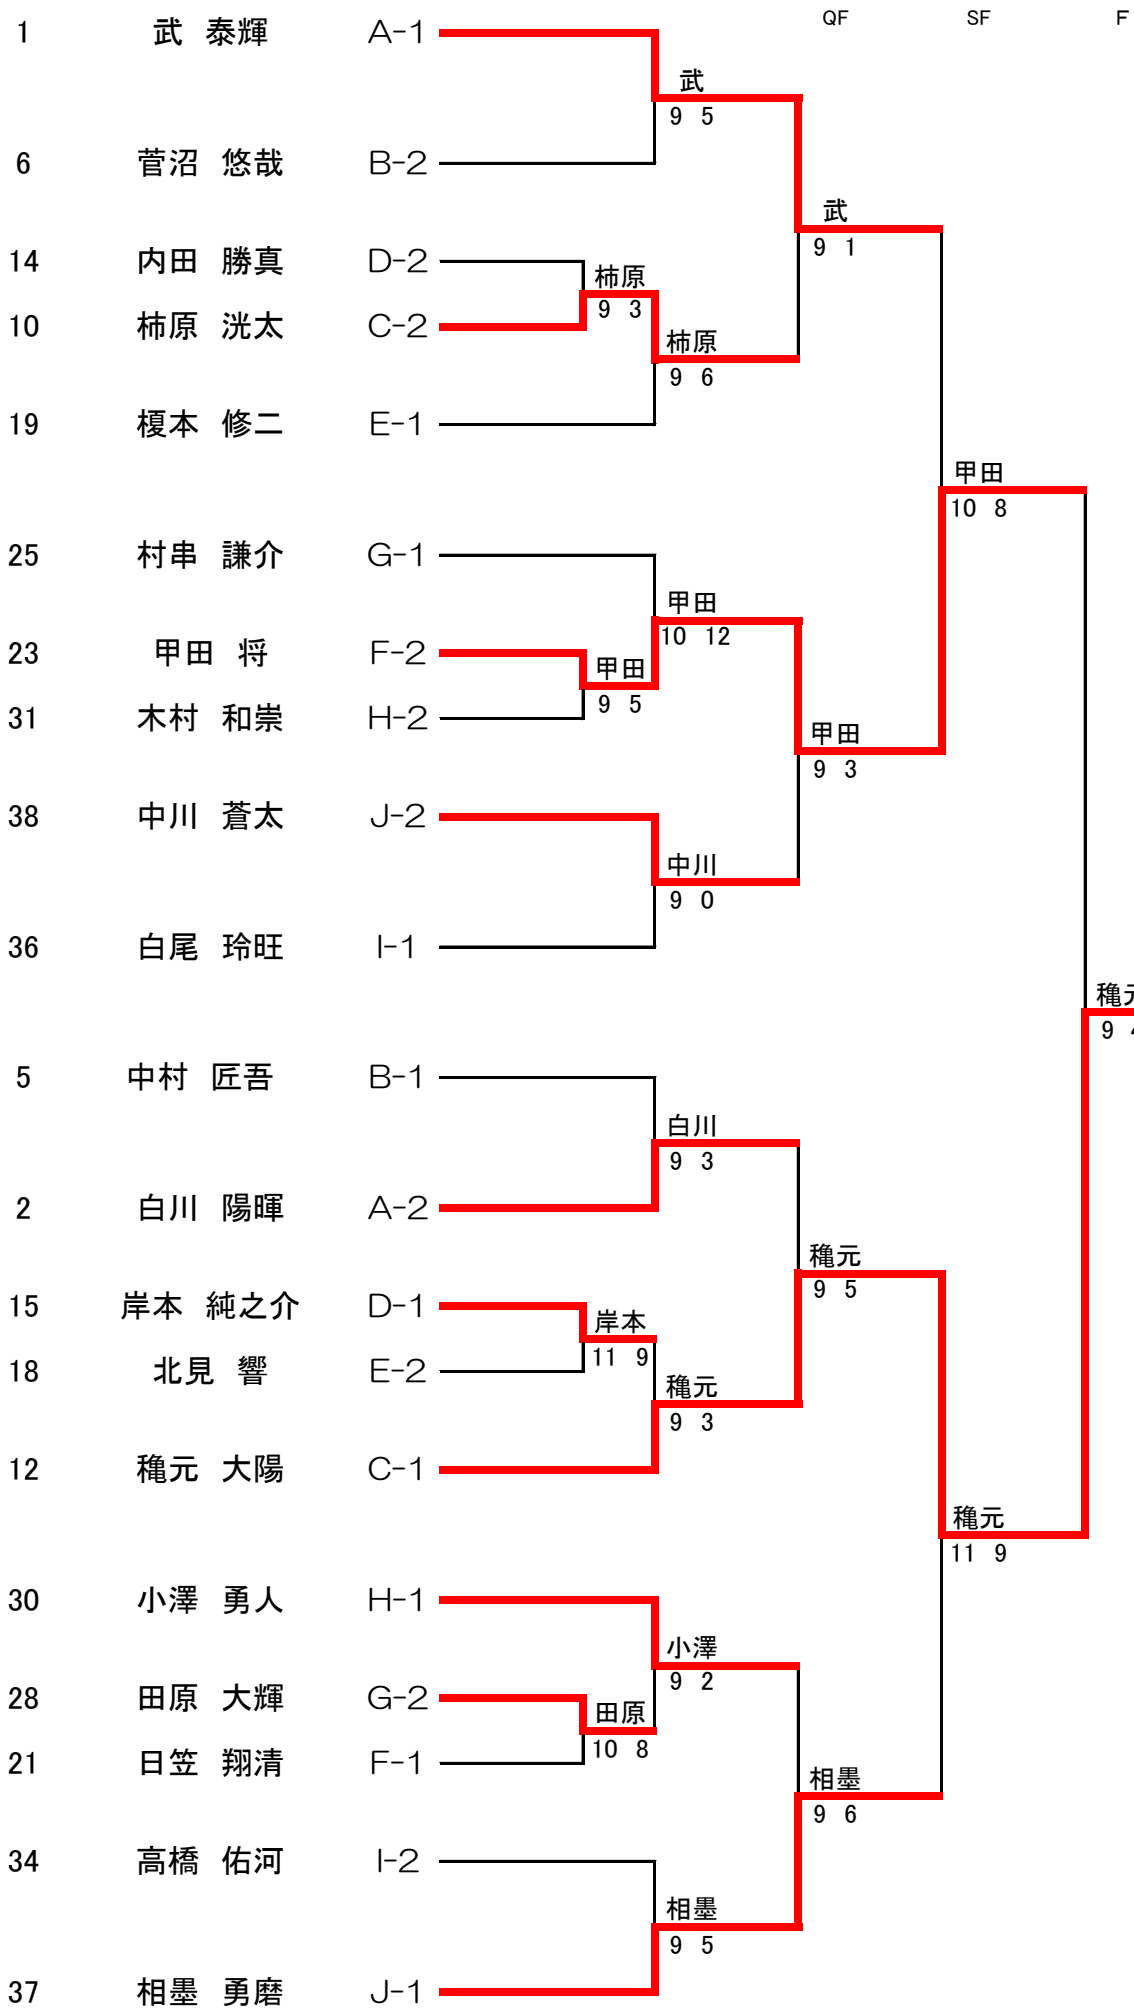 QF SF F
1 武 泰輝 A-1
武
9 5
6 菅沼 悠哉 B-2
武
9 1
14 内田 勝真 D-2
柿原
9 3
10 柿原 洸太 C-2
柿原
9 6
19 榎本 修二 E-1
甲田
10 8
25 村串 謙介 G-1
甲田
10 12
23 甲田 将 F-2
甲田
9 5
31 木村 和崇 H-2
甲田
9 3
38 中川 蒼太 J-2
中川
9 0
36 白尾 玲旺 I-1
穐元
9 4
5 中村 匠吾 B-1
白川
9 3
2 白川 陽暉 A-2
穐元
9 5
15 岸本 純之介 D-1
岸本
11 9
18 北見 響 E-2
穐元
9 3
12 穐元 大陽 C-1
穐元
11 9
30 小澤 勇人 H-1
小澤
9 2
28 田原 大輝 G-2
田原
10 8
21 日笠 翔清 F-1
相墨
9 6
34 高橋 佑河 I-2
相墨
9 5
37 相墨 勇磨 J-1